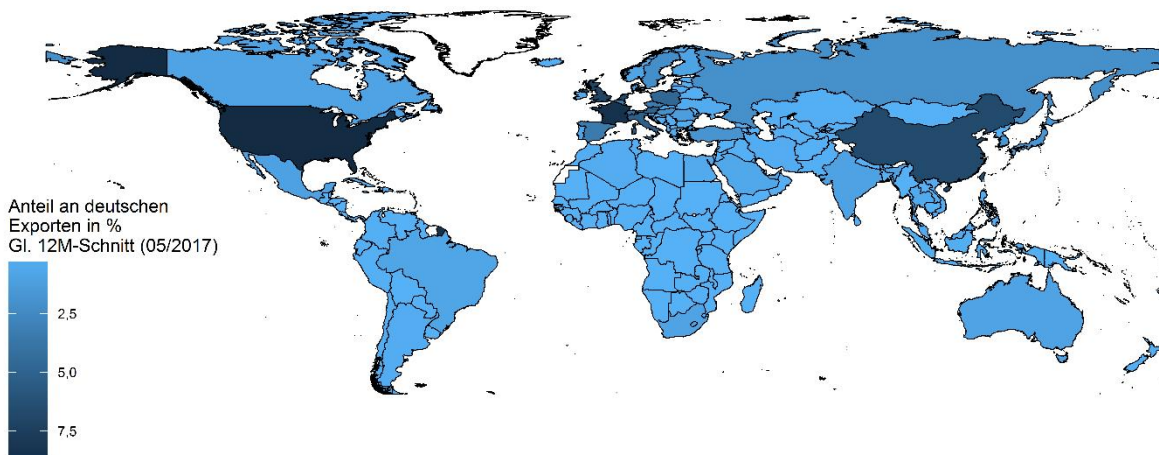 Anteil an deutschen
Exporten in %
Gl. 12M-Schnitt (05/2017)
2,5
5,0
7,5